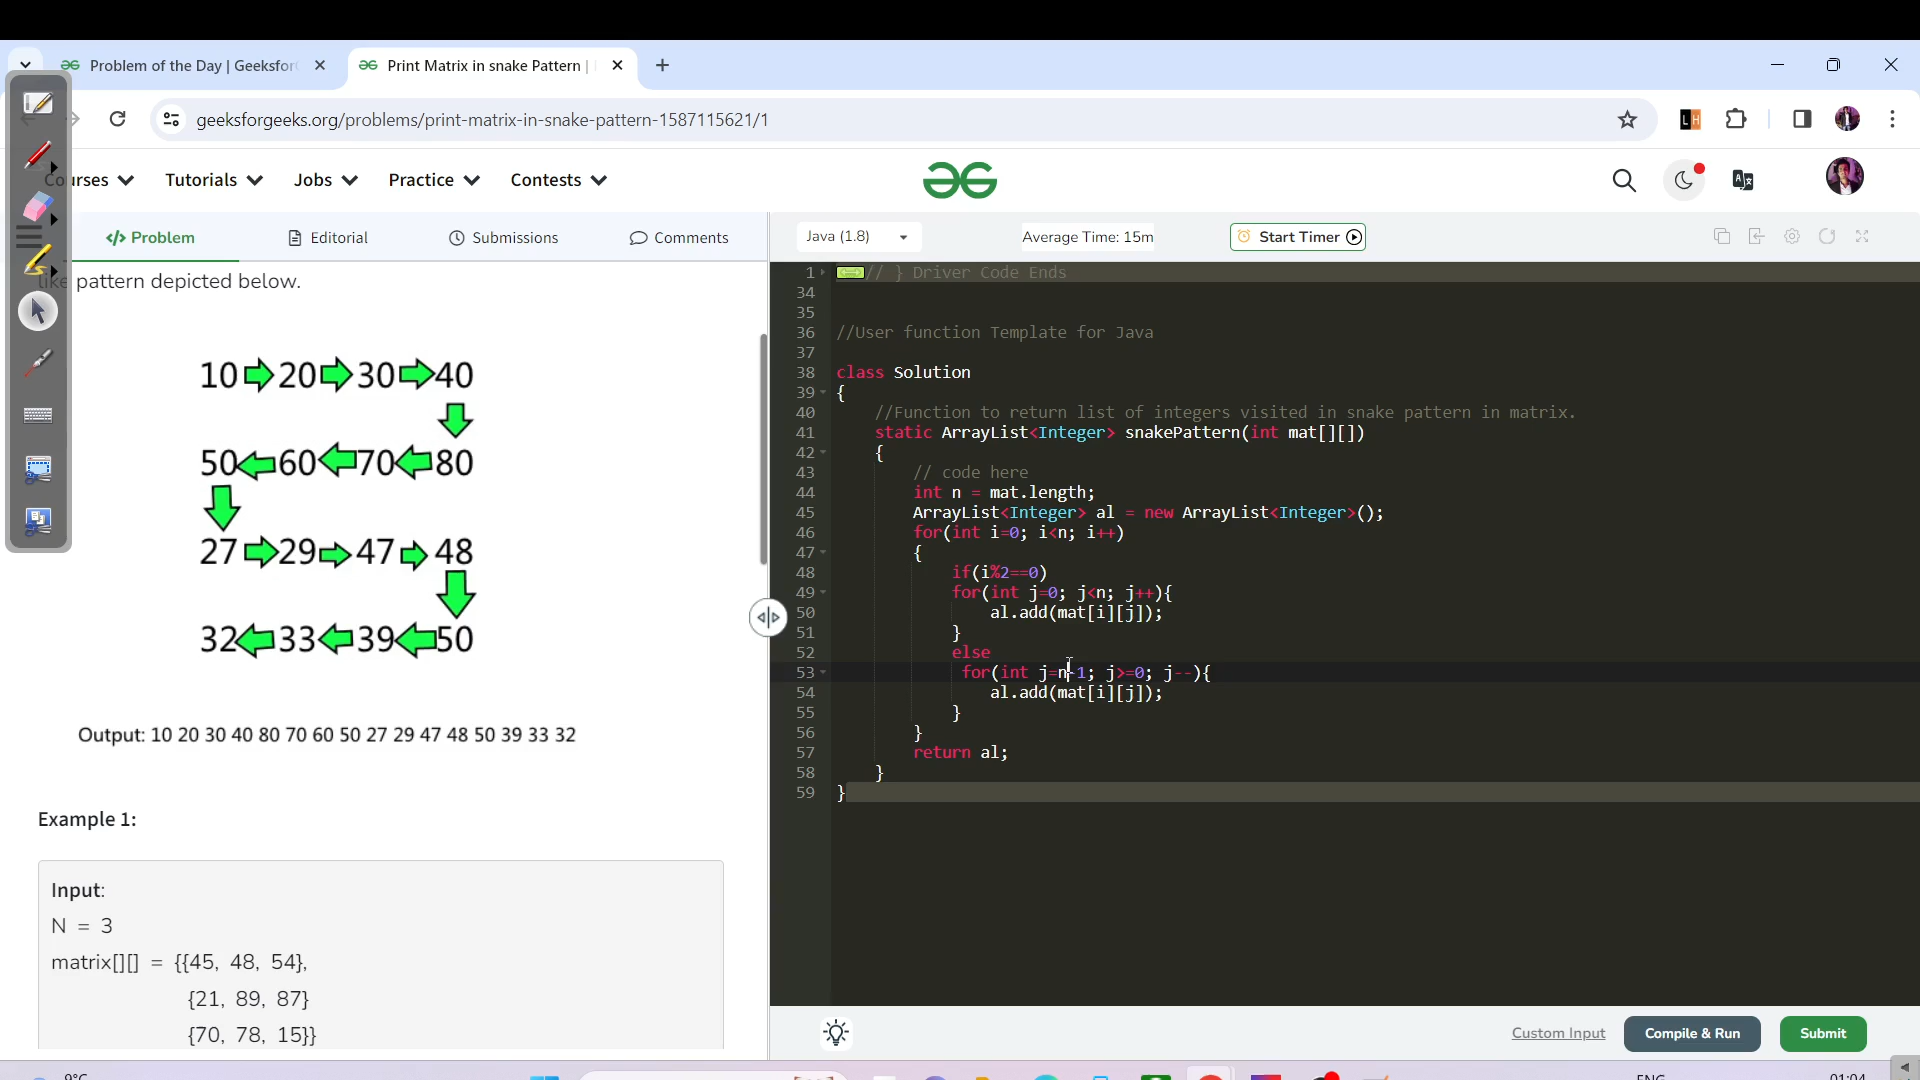 Problem of the Day | Geeksfor
Print Matrix in snake Pattern |
geeksforgeeks.org/problems/print-matrix-in-snake-pattern-1587115621/1
LH
Courses
Tutorials
Jobs
Practice
Contests
</> Problem
Editorial
Submissions
Comments
Java (1.8)
Average Time: 15m
Start Timer
like pattern depicted below.
10 20 30 40
50 60 70 80
27 29 47 48
32 33 39 50
Output: 10 20 30 40 80 70 60 50 27 29 47 48 50 39 33 32
Example 1:
Input:
N = 3
matrix[][] = {{45, 48, 54},
{21, 89, 87}
{70, 78, 15}}
1 // } Driver Code Ends
34
35
36 //User function Template for Java
37
38 class Solution
39 {
40 //Function to return list of integers visited in snake pattern in matrix.
41 static ArrayList<Integer> snakePattern(int mat[][])
42 {
43 // code here
44 int n = mat.length;
45 ArrayList<Integer> al = new ArrayList<Integer>();
46 for(int i=0; i<n; i++)
47 {
48 if(i%2==0)
49 for(int j=0; j<n; j++){
50 al.add(mat[i][j]);
51 }
52 else
53 for(int j=n-1; j>=0; j--){
54 al.add(mat[i][j]);
55 }
56 }
57 return al;
58 }
59 }
Custom Input
Compile & Run
Submit
9°C
ENG
01:04